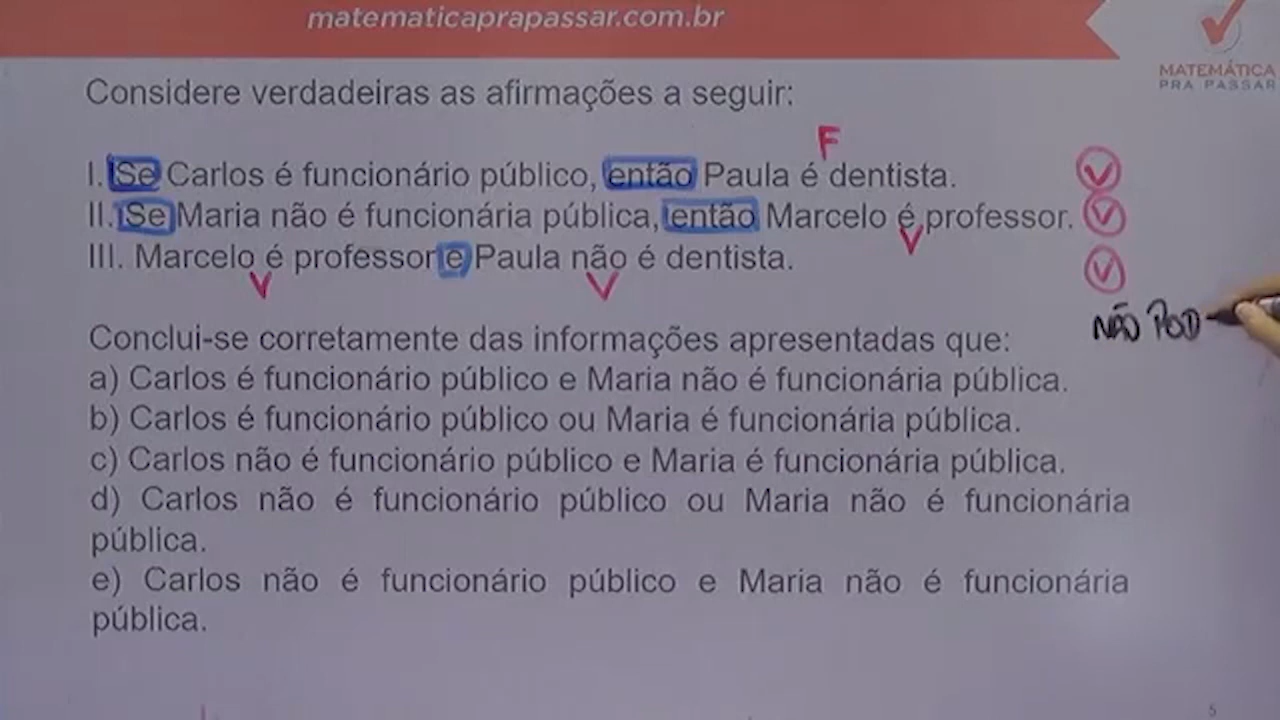 matematicaprapassar.com.br
MATEMÁTICA
PRA PASSAR
Considere verdadeiras as afirmações a seguir:
F
I. Se Carlos é funcionário público, então Paula é dentista. V
II. Se Maria não é funcionária pública, então Marcelo é professor. V
V
III. Marcelo é professor e Paula não é dentista. V
V V
NÃO POD
Conclui-se corretamente das informações apresentadas que:
a) Carlos é funcionário público e Maria não é funcionária pública.
b) Carlos é funcionário público ou Maria é funcionária pública.
c) Carlos não é funcionário público e Maria é funcionária pública.
d) Carlos não é funcionário público ou Maria não é funcionária
pública.
e) Carlos não é funcionário público e Maria não é funcionária
pública.
5